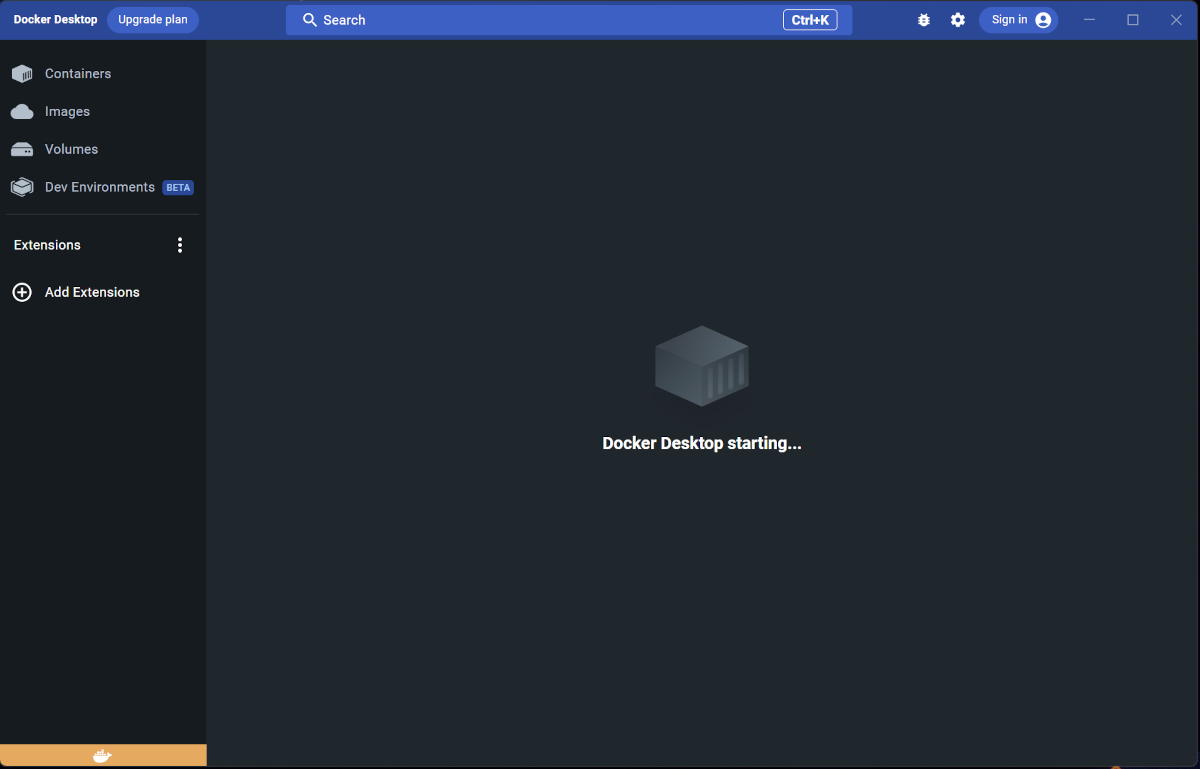 Docker Desktop
Upgrade plan
Search
Ctrl+K
Sign in
Containers
Images
Volumes
Dev Environments BETA
Extensions
Add Extensions
Docker Desktop starting...